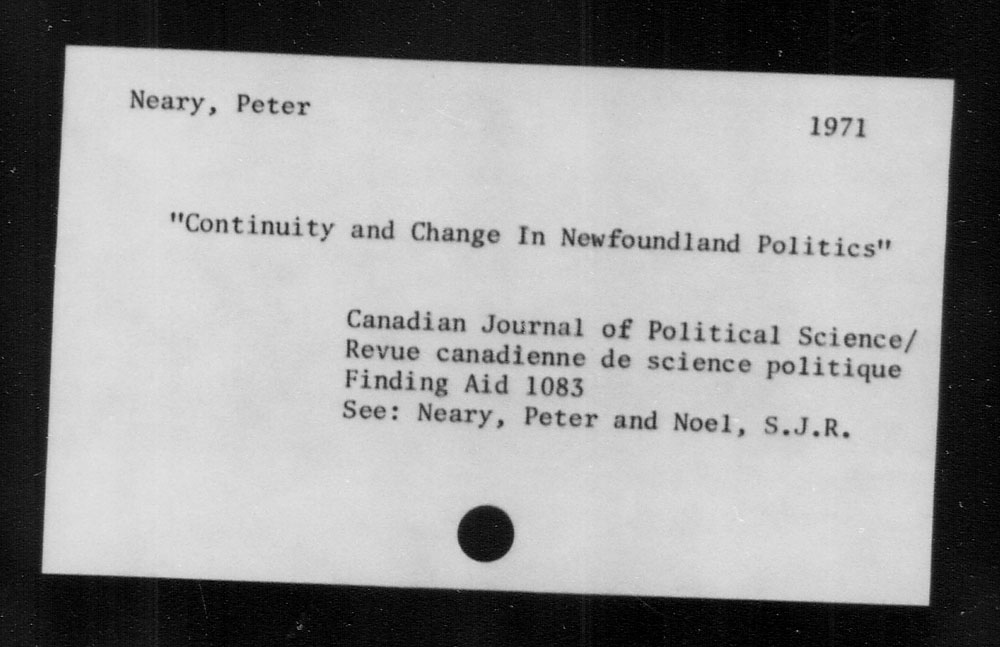 Neary, Peter
1971
"Continuity and Change In Newfoundland Politics"
Canadian Journal of Political Science/
Revue canadienne de science politique
Finding Aid 1083
See: Neary, Peter and Noel, S.J.R.